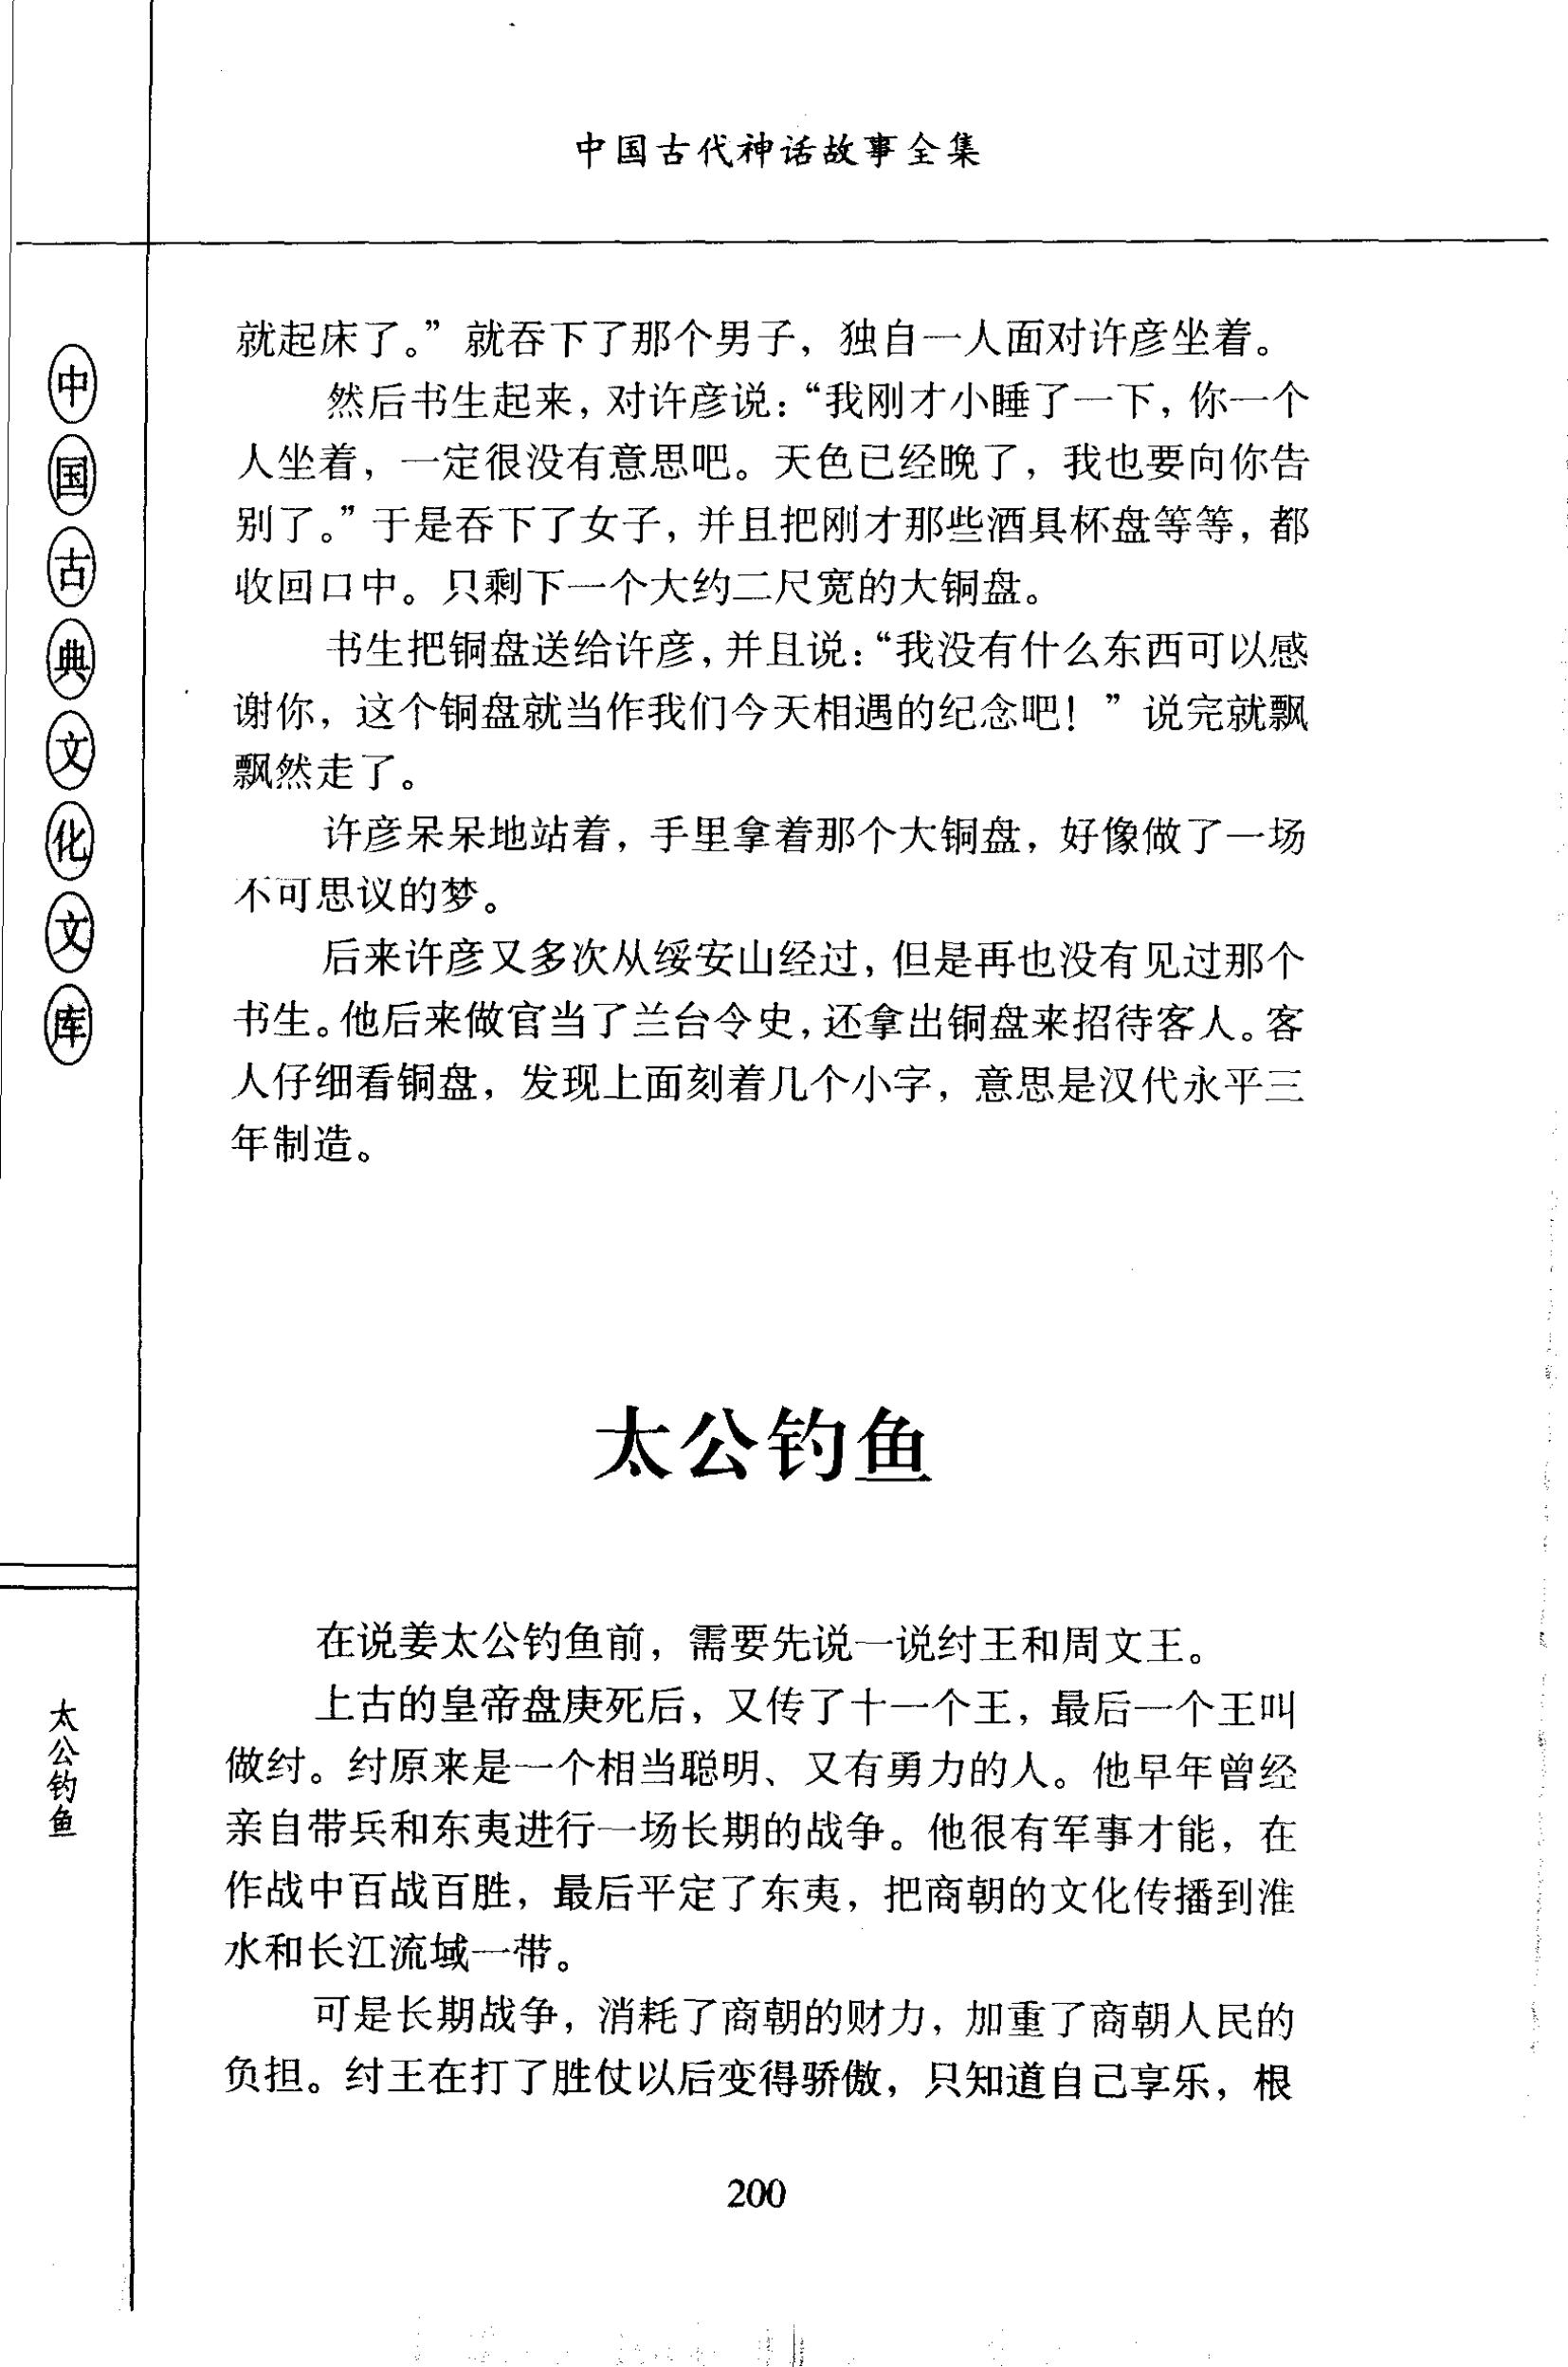 中国古代神话故事全集
中国古典文化文库
就起床了。”就吞下了那个男子，独自一人面对许彦坐着。
然后书生起来，对许彦说：“我刚才小睡了一下，你一个
人坐着，一定很没有意思吧。天色已经晚了，我也要向你告
别了。”于是吞下了女子，并且把刚才那些酒具杯盘等等，都
收回口中。只剩下一个大约二尺宽的大铜盘。
书生把铜盘送给许彦，并且说：“我没有什么东西可以感
谢你，这个铜盘就当作我们今天相遇的纪念吧！”说完就飘
飘然走了。
许彦呆呆地站着，手里拿着那个大铜盘，好像做了一场
不可思议的梦。
后来许彦又多次从绥安山经过，但是再也没有见过那个
书生。他后来做官当了兰台令史，还拿出铜盘来招待客人。客
人仔细看铜盘，发现上面刻着几个小字，意思是汉代永平三
年制造。
太公钓鱼
在说姜太公钓鱼前，需要先说一说纣王和周文王。
上古的皇帝盘庚死后，又传了十一个王，最后一个王叫
做纣。纣原来是一个相当聪明、又有勇力的人。他早年曾经
亲自带兵和东夷进行一场长期的战争。他很有军事才能，在
作战中百战百胜，最后平定了东夷，把商朝的文化传播到淮
水和长江流域一带。
可是长期战争，消耗了商朝的财力，加重了商朝人民的
负担。纣王在打了胜仗以后变得骄傲，只知道自己享乐，根
太公钓鱼
200